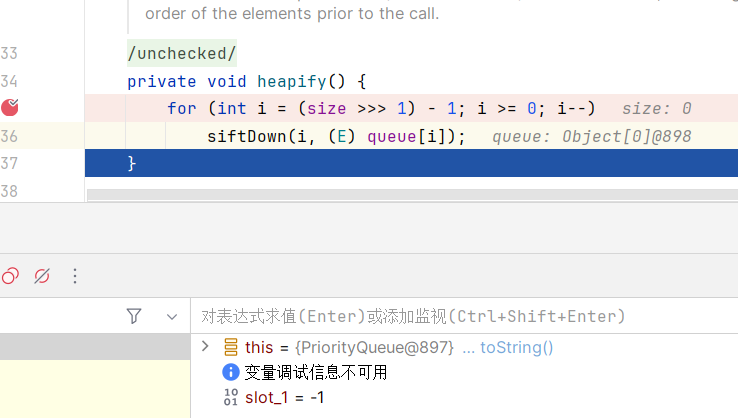 order of the elements prior to the call.
33 /unchecked/
34 private void heapify() {
for (int i = (size >>> 1) - 1; i >= 0; i--) size: 0
36 siftDown(i, (E) queue[i]); queue: Object[0]@898
37 }
38
对表达式求值(Enter)或添加监视(Ctrl+Shift+Enter)
this = {PriorityQueue@897} ... toString()
变量调试信息不可用
slot_1 = -1